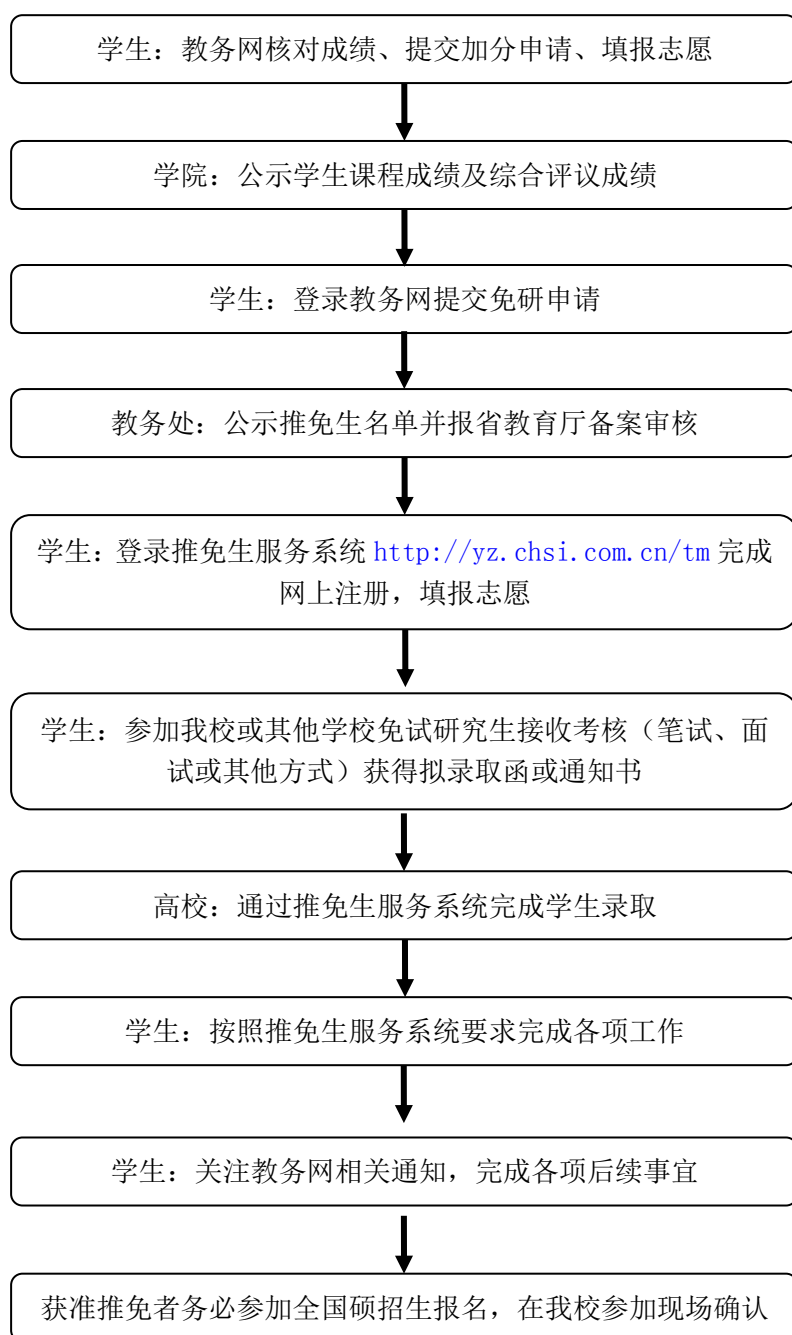 学生：教务网核对成绩、提交加分申请、填报志愿
学院：公示学生课程成绩及综合评议成绩
学生：登录教务网提交免研申请
教务处：公示推免生名单并报省教育厅备案审核
学生：登录推免生服务系统 http://yz.chsi.com.cn/tm 完成
网上注册，填报志愿
学生：参加我校或其他学校免试研究生接收考核（笔试、面
试或其他方式）获得拟录取函或通知书
高校：通过推免生服务系统完成学生录取
学生：按照推免生服务系统要求完成各项工作
学生：关注教务网相关通知，完成各项后续事宜
获准推免者务必参加全国硕招生报名，在我校参加现场确认